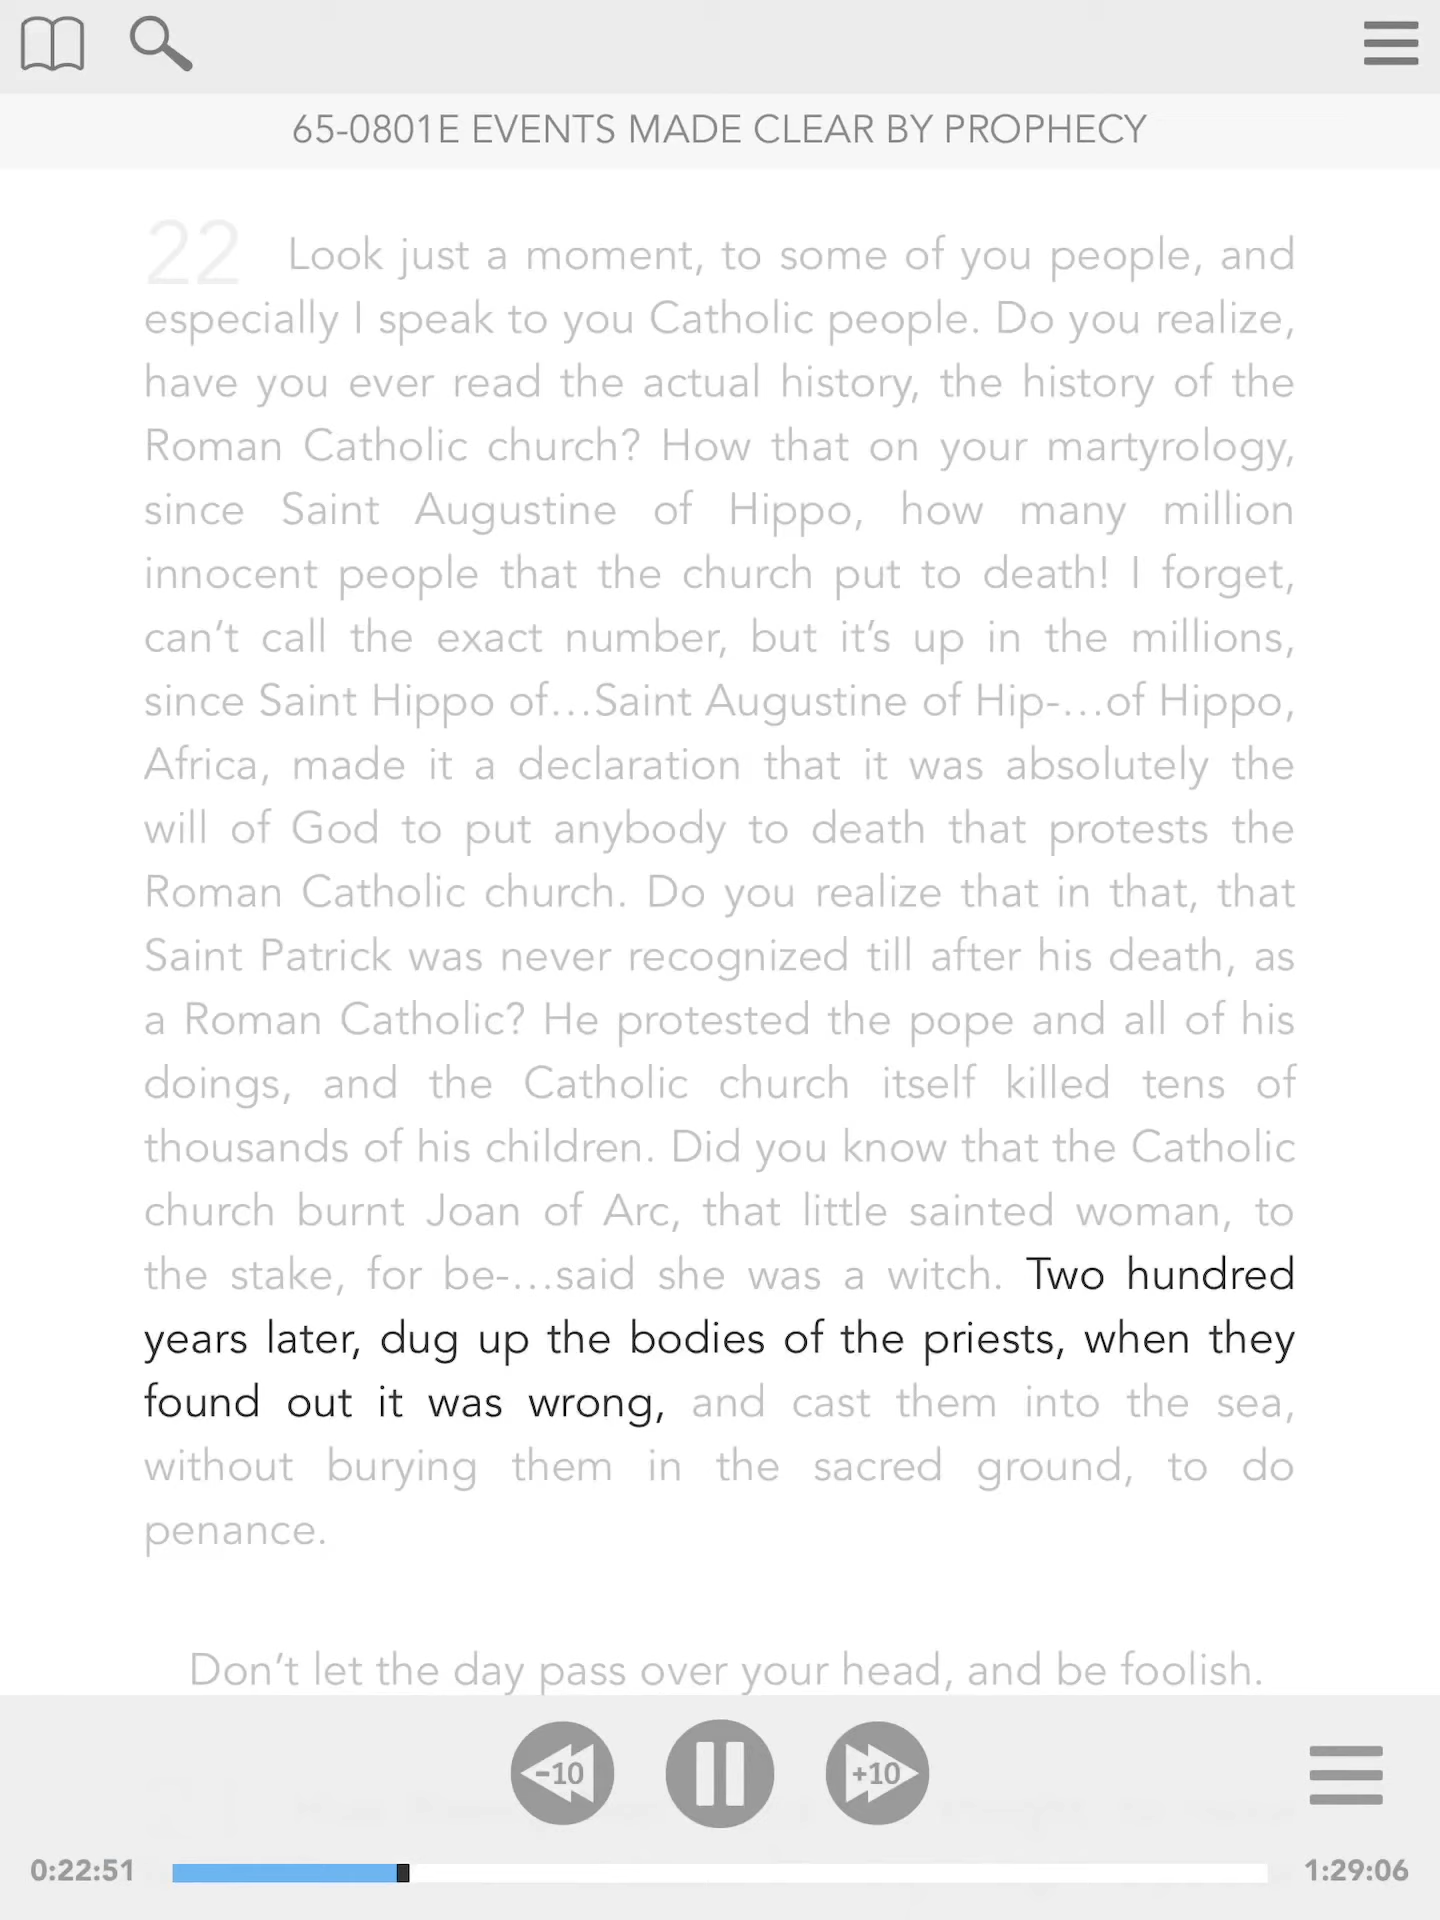 65-0801E EVENTS MADE CLEAR BY PROPHECY
22 Look just a moment, to some of you people, and
especially I speak to you Catholic people. Do you realize,
have you ever read the actual history, the history of the
Roman Catholic church? How that on your martyrology,
since Saint Augustine of Hippo, how many million
innocent people that the church put to death! I forget,
can’t call the exact number, but it’s up in the millions,
since Saint Hippo of…Saint Augustine of Hip-…of Hippo,
Africa, made it a declaration that it was absolutely the
will of God to put anybody to death that protests the
Roman Catholic church. Do you realize that in that, that
Saint Patrick was never recognized till after his death, as
a Roman Catholic? He protested the pope and all of his
doings, and the Catholic church itself killed tens of
thousands of his children. Did you know that the Catholic
church burnt Joan of Arc, that little sainted woman, to
the stake, for be-…said she was a witch. Two hundred
years later, dug up the bodies of the priests, when they
found out it was wrong, and cast them into the sea,
without burying them in the sacred ground, to do
penance.
Don’t let the day pass over your head, and be foolish.
-10 +10
0:22:51 1:29:06